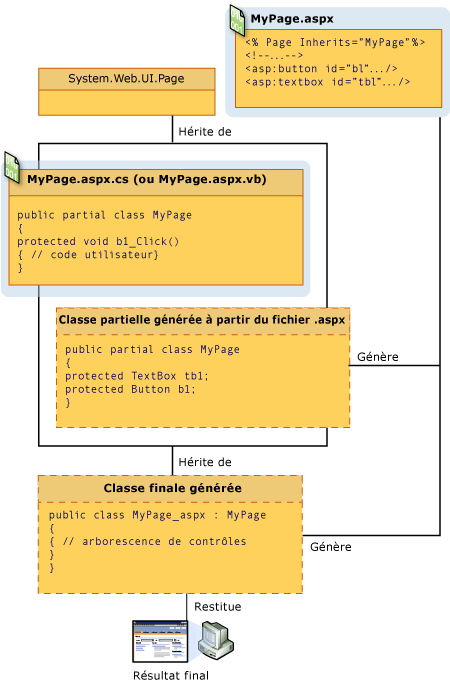 MyPage.aspx
<% Page Inherits="MyPage"%>
<!--...-->
<asp:button id="bl".../>
<asp:textbox id="tbl".../>
System.Web.UI.Page
Hérite de
MyPage.aspx.cs (ou MyPage.aspx.vb)
public partial class MyPage
{
protected void b1_Click()
{ // code utilisateur}
}
Classe partielle générée à partir du fichier .aspx
public partial class MyPage
{
protected TextBox tb1;
protected Button b1;
}
Génère
Hérite de
Classe finale générée
public class MyPage_aspx : MyPage
{
{ // arborescence de contrôles
}
}
Génère
Restitue
Résultat final